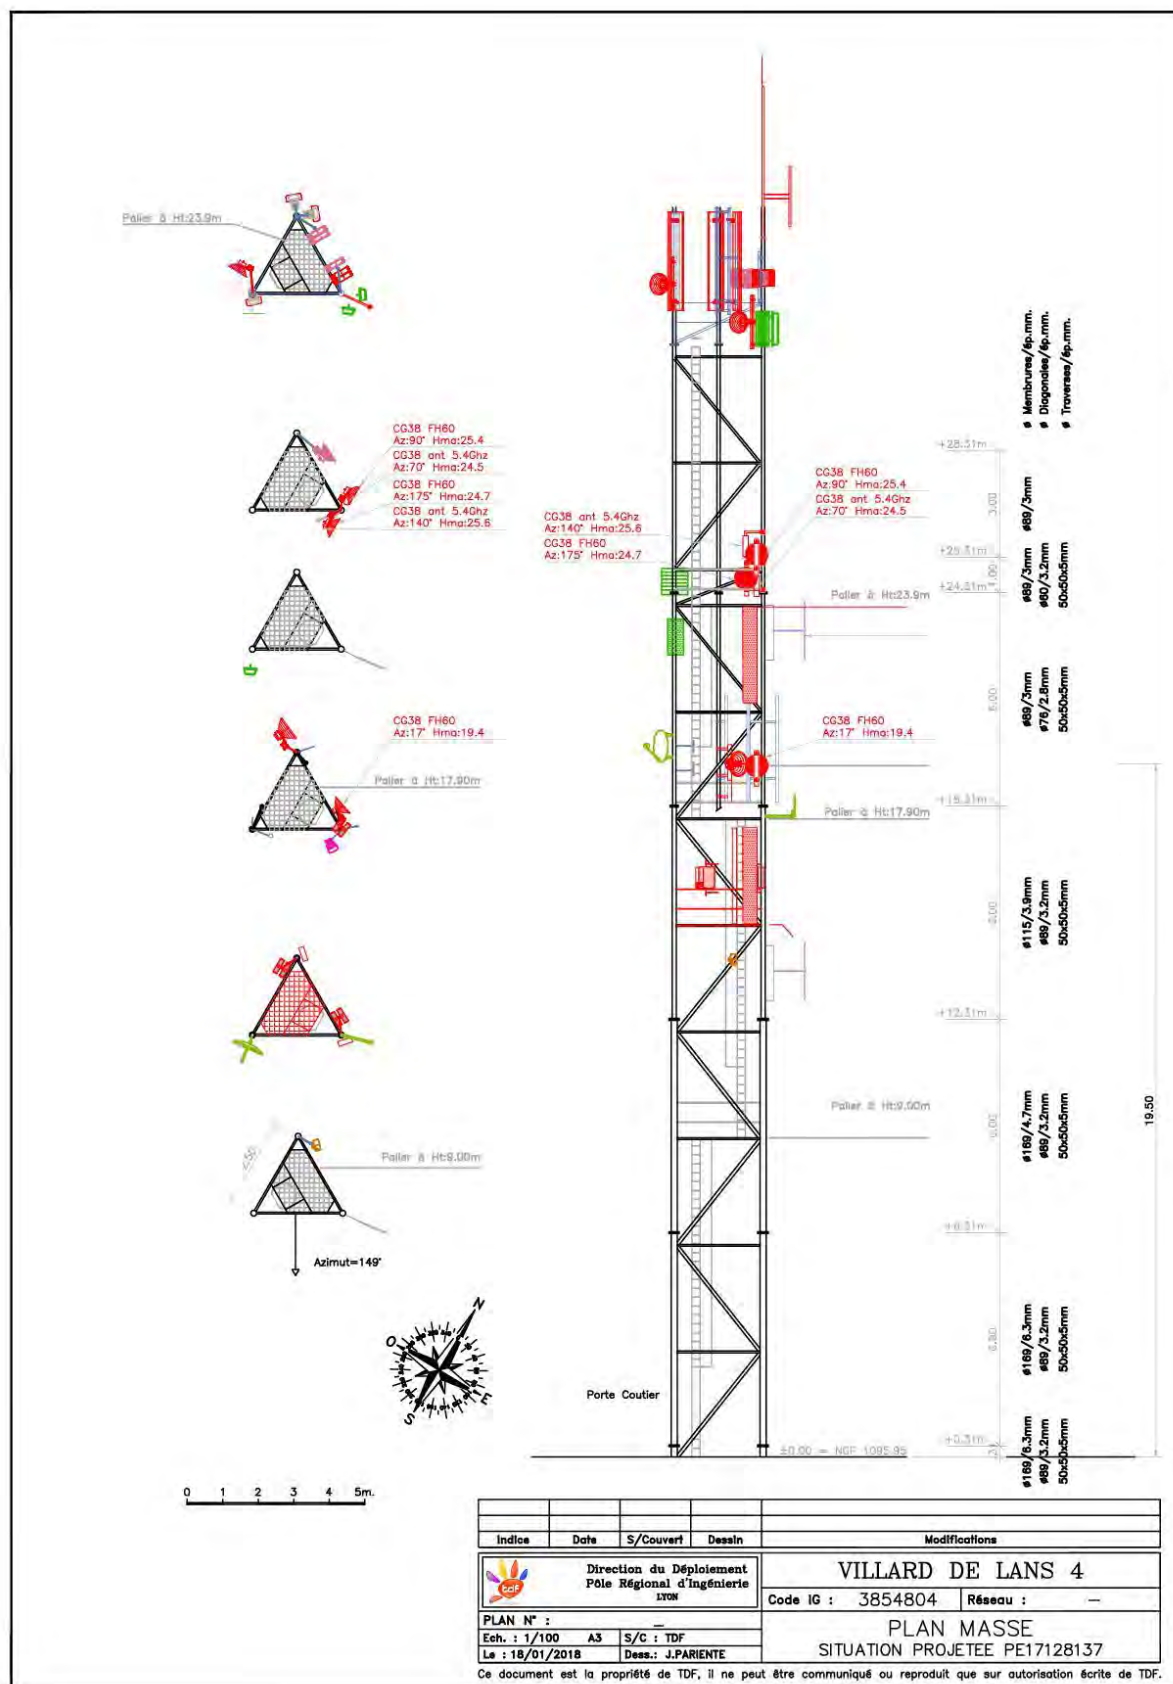 Palier à Ht:23.9m
CG38 FH60
Az:90° Hma:25.4
CG38 ant 5.4Ghz
Az:70° Hma:24.5
CG38 FH60
Az:175° Hma:24.7
CG38 ant 5.4Ghz
Az:140° Hma:25.6
CG38 FH60
Az:17° Hma:19.4
Palier à Ht:17.90m
Palier à Ht:9.00m
Azimut=149°
N
O
E
S
0 1 2 3 4 5m.
CG38 ant 5.4Ghz
Az:140° Hma:25.6
CG38 FH60
Az:175° Hma:24.7
CG38 FH60
Az:90° Hma:25.4
CG38 ant 5.4Ghz
Az:70° Hma:24.5
Palier à Ht:23.9m
CG38 FH60
Az:17° Hma:19.4
Palier à Ht:17.90m
Palier à Ht:9.00m
Porte Coutier
±0.00 = NGF 1095.95
+28.31m
3.00
+25.31m
1.00
+24.31m
+12.31m
+0.31m
19.50
ø Membrures/ép.mm.
ø Diagonales/ép.mm.
ø Traverses/ép.mm.
ø89/3mm
ø89/3mm
ø60/3.2mm
50x50x5mm
ø89/3mm
ø76/2.8mm
50x50x5mm
ø115/3.9mm
ø89/3.2mm
50x50x5mm
ø169/4.7mm
ø89/3.2mm
50x50x5mm
ø169/6.3mm
ø89/3.2mm
50x50x5mm
ø169/6.3mm
ø89/3.2mm
50x50x5mm
Indice Date S/Couvert Dessin Modifications
tdf
Direction du Déploiement
Pôle Régional d'Ingénierie
LYON
VILLARD DE LANS 4
Code IG : 3854804 Réseau : —
PLAN N° : _
Ech. : 1/100 A3 S/C : TDF
Le : 18/01/2018 Dess.: J.PARIENTE
PLAN MASSE
SITUATION PROJETEE PE17128137
Ce document est la propriété de TDF, il ne peut être communiqué ou reproduit que sur autorisation écrite de TDF.